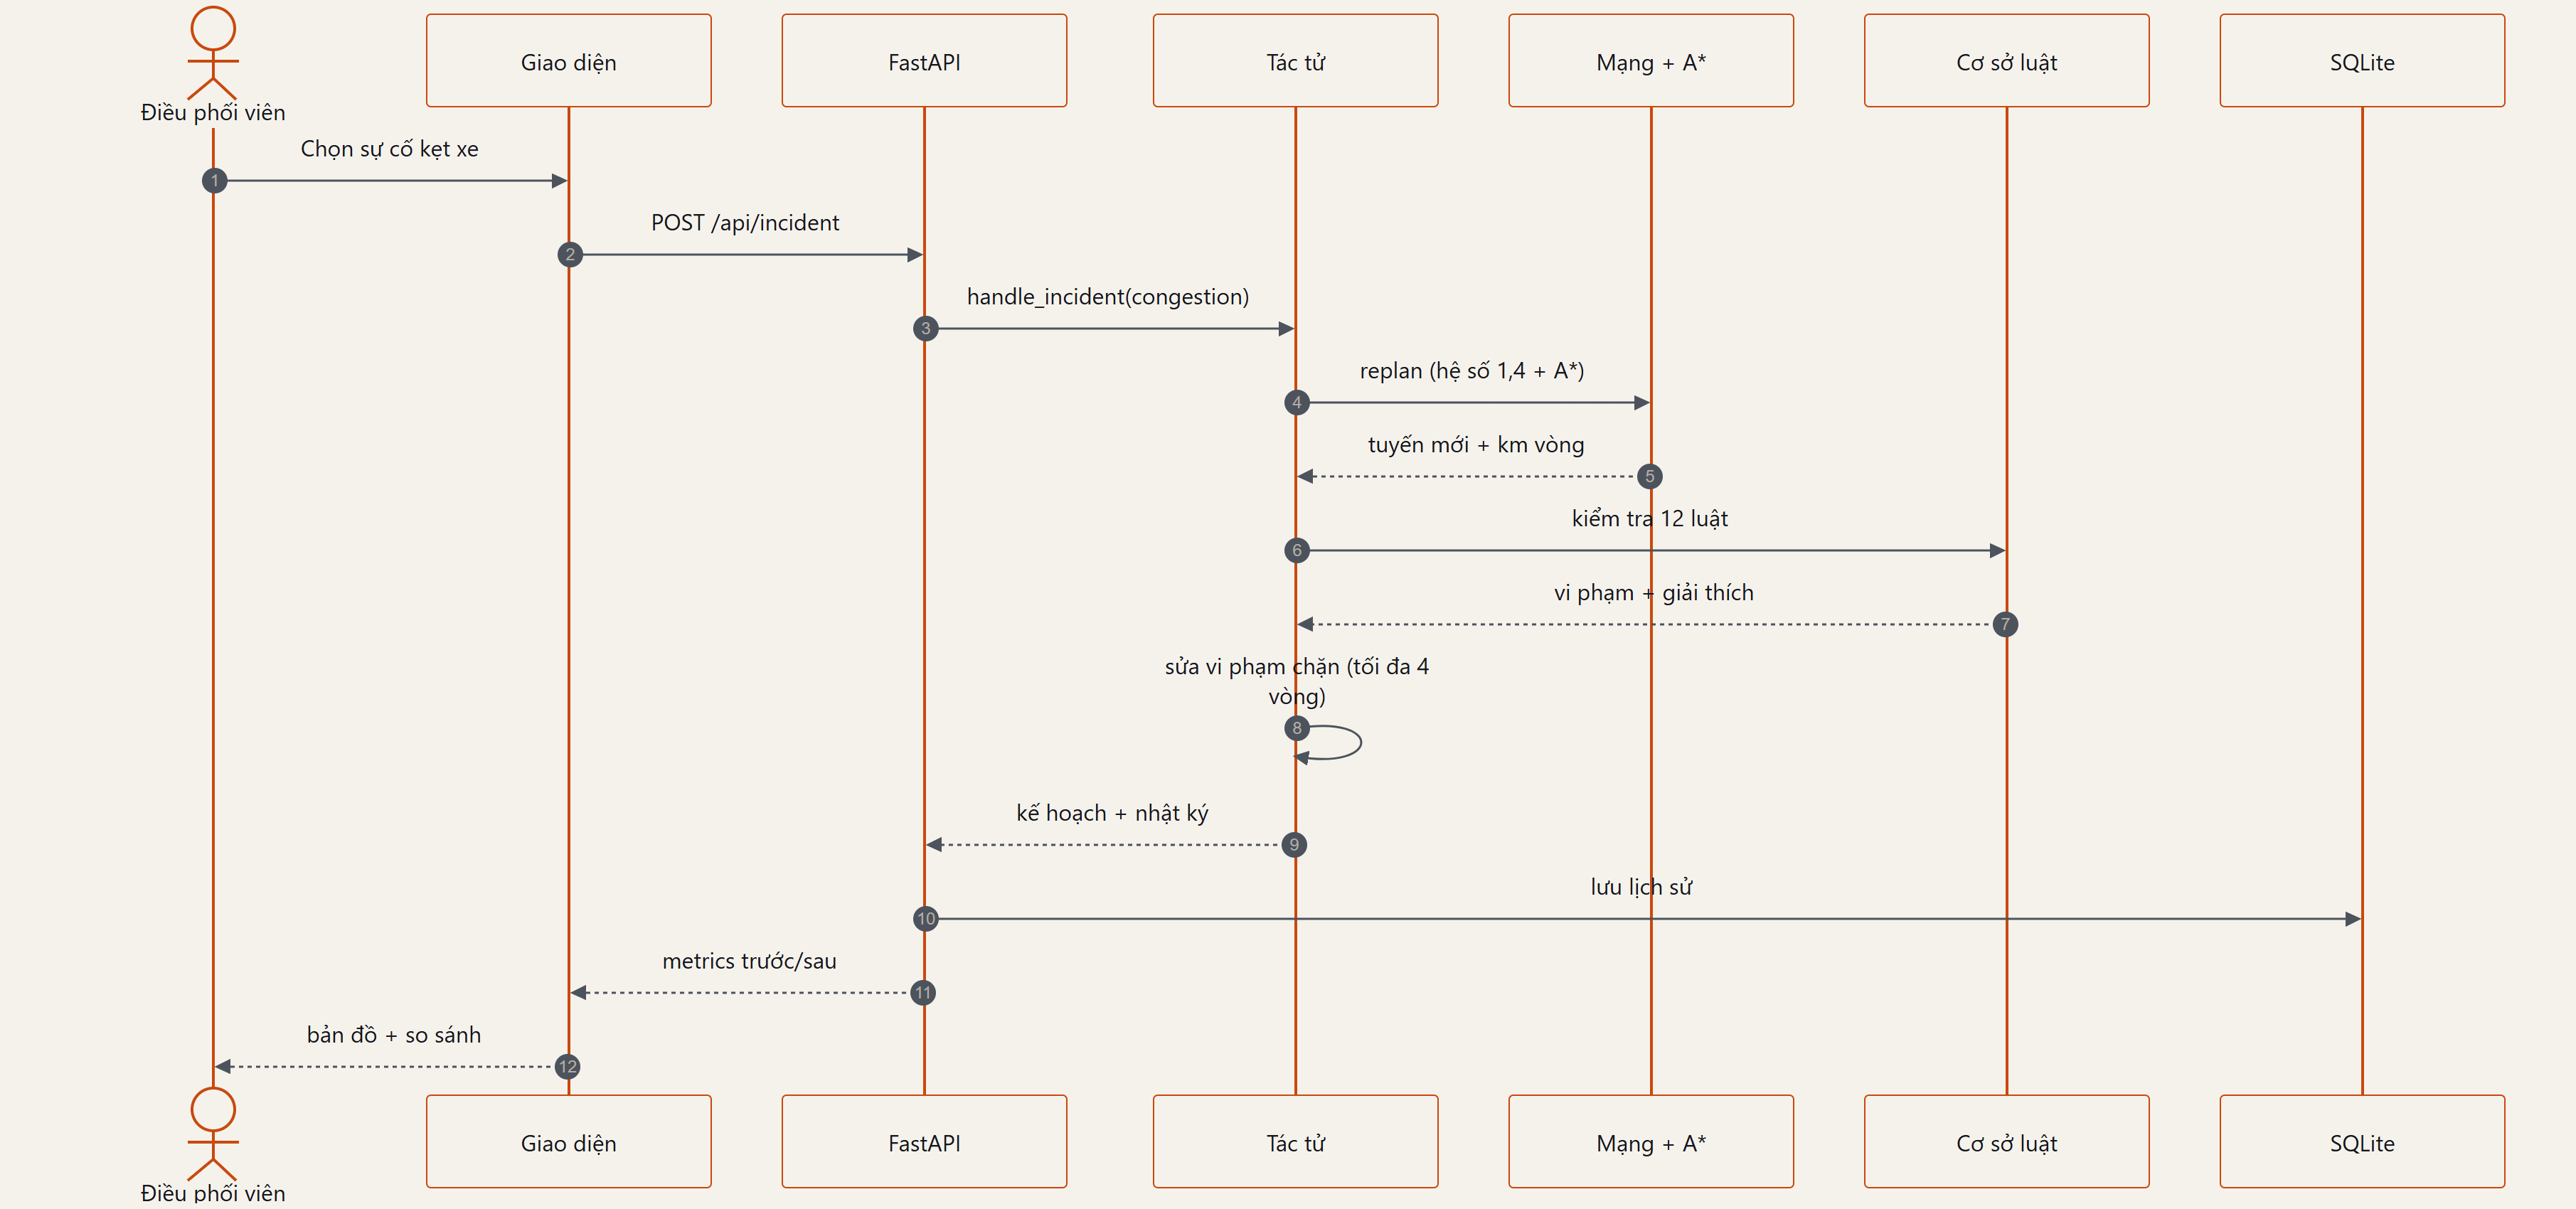 Điều phối viên
Giao diện
FastAPI
Tác tử
Mạng + A*
Cơ sở luật
SQLite
Chọn sự cố kẹt xe
1
POST /api/incident
2
handle_incident(congestion)
3
replan (hệ số 1,4 + A*)
4
tuyến mới + km vòng
5
kiểm tra 12 luật
6
vi phạm + giải thích
7
sửa vi phạm chặn (tối đa 4
vòng)
8
kế hoạch + nhật ký
9
lưu lịch sử
10
metrics trước/sau
11
bản đồ + so sánh
12
Điều phối viên
Giao diện
FastAPI
Tác tử
Mạng + A*
Cơ sở luật
SQLite